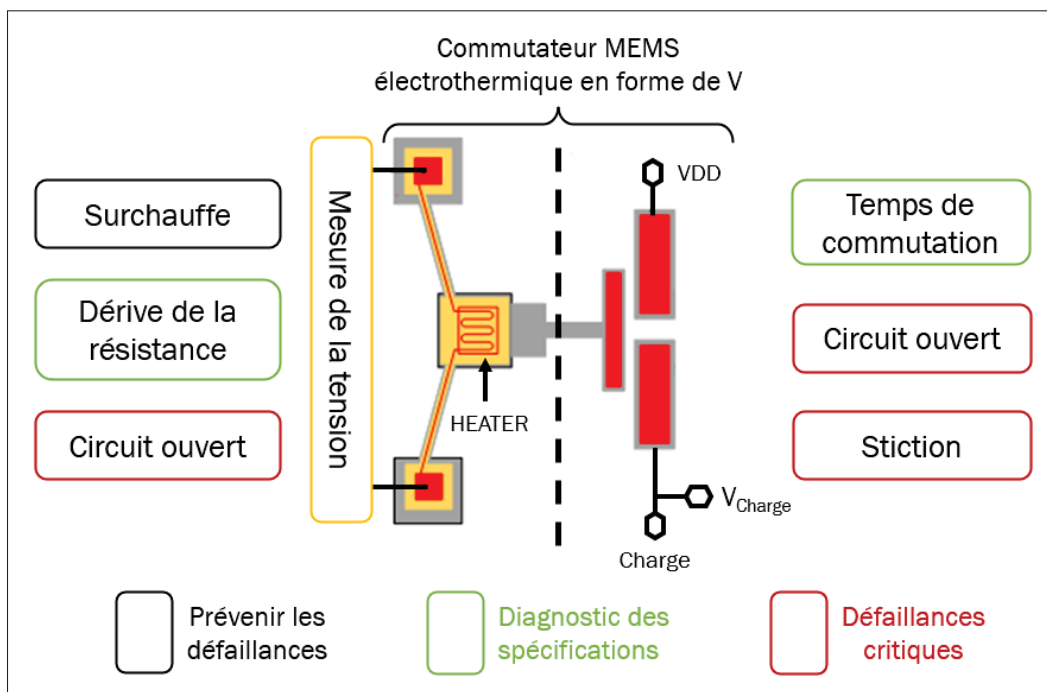 Commutateur MEMS
électrothermique en forme de V
Surchauffe
Dérive de la
résistance
Circuit ouvert
Mesure de la tension
HEATER
VDD
V_Charge
Charge
Temps de
commutation
Circuit ouvert
Stiction
Prévenir les
défaillances
Diagnostic des
spécifications
Défaillances
critiques